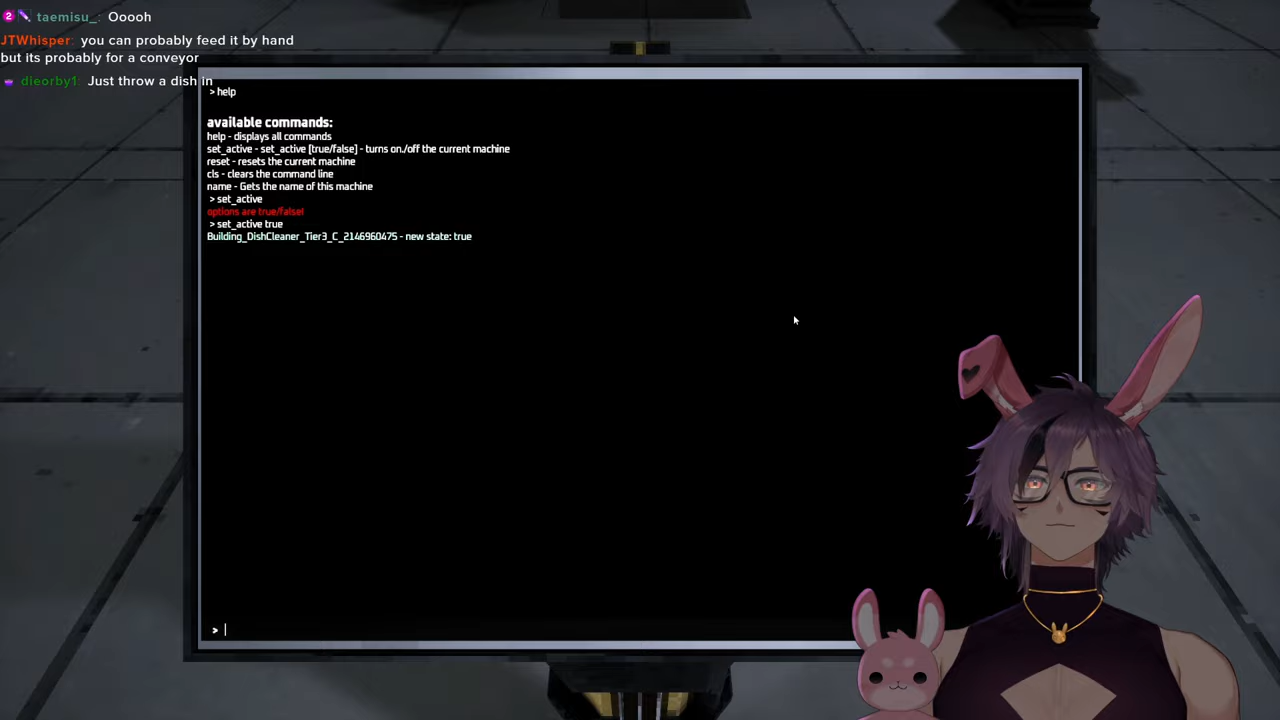 2 taemisu_: Ooooh
JTWhisper: you can probably feed it by hand
but its probably for a conveyor
dieorby1: Just throw a dish in
> help
available commands:
help - displays all commands
set_active - set_active [true/false] - turns on./off the current machine
reset - resets the current machine
cls - clears the command line
name - Gets the name of this machine
> set_active
options are true/false!
> set_active true
Building_DishCleaner_Tier3_C_2146960475 - new state: true
>